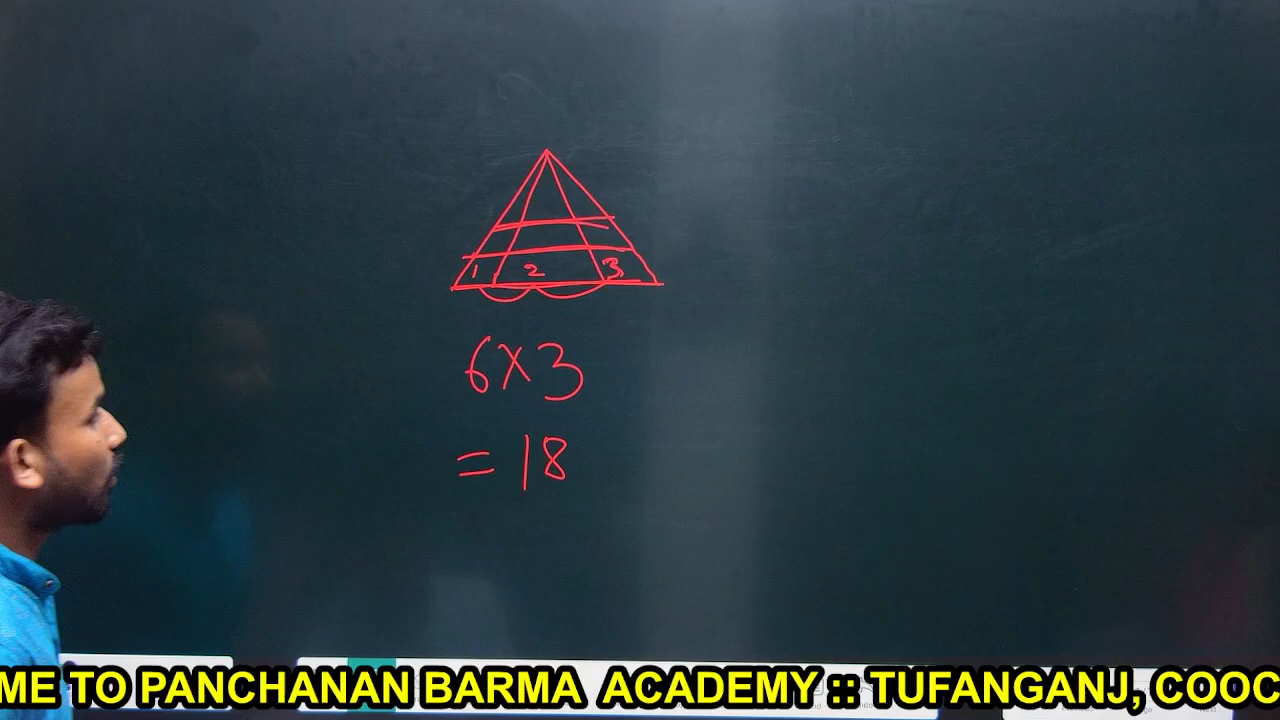 1 2 3
6x3
= 18
ME TO PANCHANAN BARMA ACADEMY :: TUFANGANJ, COOC